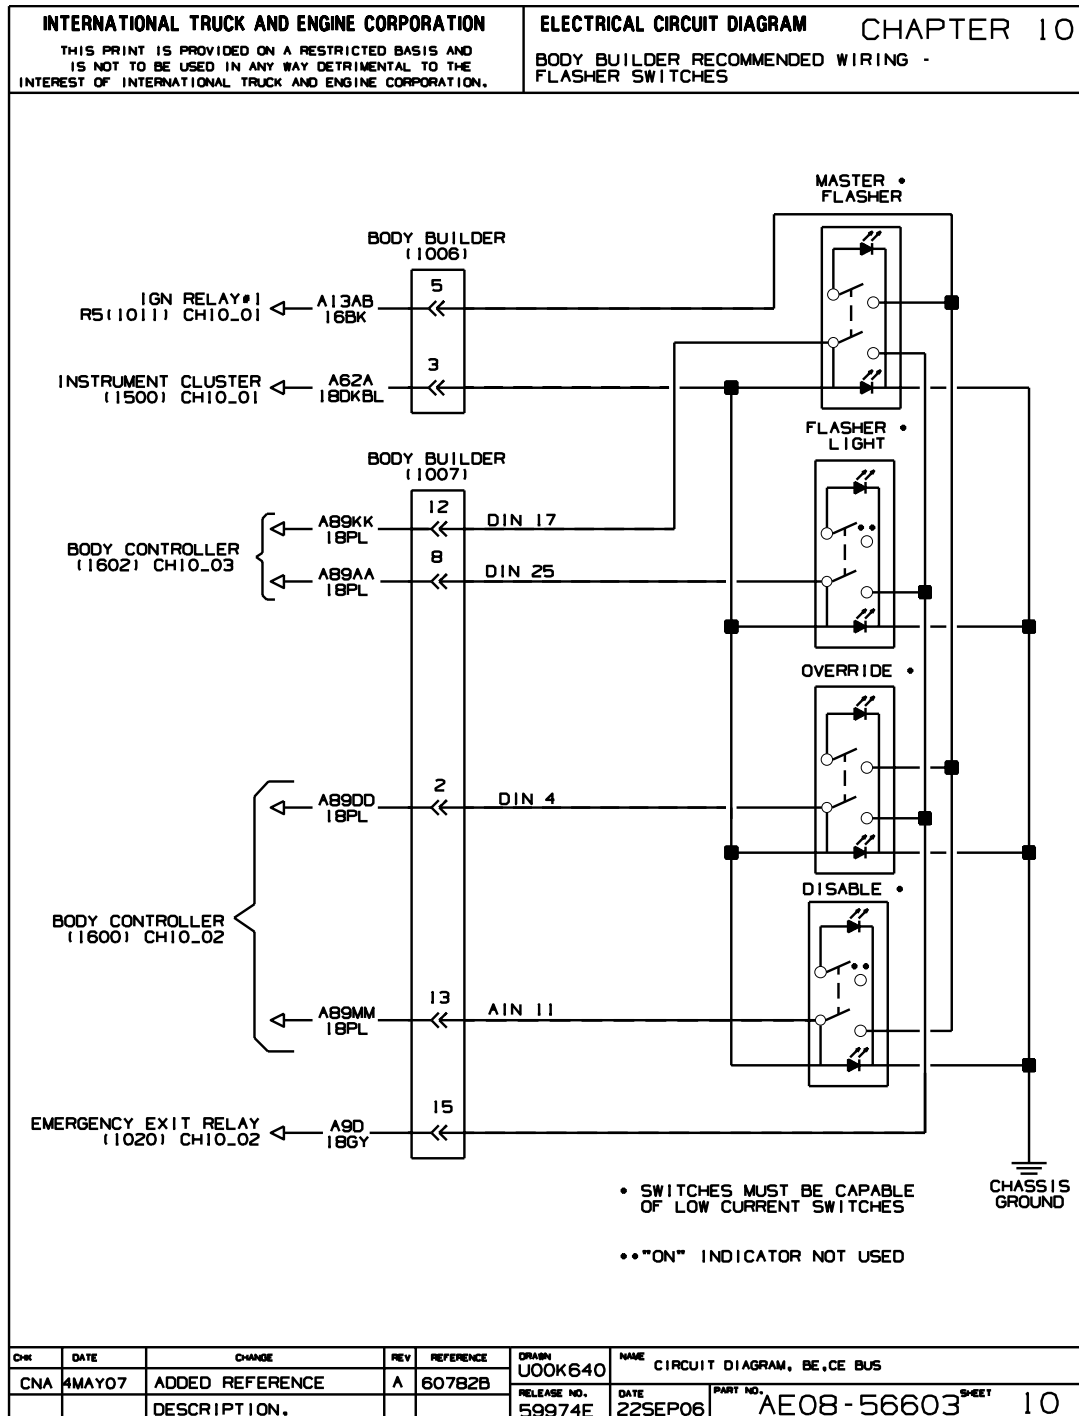 INTERNATIONAL TRUCK AND ENGINE CORPORATION
THIS PRINT IS PROVIDED ON A RESTRICTED BASIS AND
IS NOT TO BE USED IN ANY WAY DETRIMENTAL TO THE
INTEREST OF INTERNATIONAL TRUCK AND ENGINE CORPORATION.
ELECTRICAL CIRCUIT DIAGRAM
CHAPTER 10
BODY BUILDER RECOMMENDED WIRING -
FLASHER SWITCHES
MASTER •
FLASHER
BODY BUILDER
(1006)
IGN RELAY#1
R5(1011) CH10_01
A13AB
16BK
5
INSTRUMENT CLUSTER
(1500) CH10_01
A62A
18DKBL
3
FLASHER •
LIGHT
BODY BUILDER
(1007)
BODY CONTROLLER
(1602) CH10_03
A89KK
18PL
12
DIN 17
A89AA
18PL
8
DIN 25
••
OVERRIDE •
A89DD
18PL
2
DIN 4
DISABLE •
BODY CONTROLLER
(1600) CH10_02
••
A89MM
18PL
13
AIN 11
EMERGENCY EXIT RELAY
(1020) CH10_02
A9D
18GY
15
CHASSIS
GROUND
• SWITCHES MUST BE CAPABLE
OF LOW CURRENT SWITCHES
••"ON" INDICATOR NOT USED
CHK DATE CHANGE REV REFERENCE
CNA 4MAY07 ADDED REFERENCE A 60782B
DESCRIPTION.
DRAWN
U00K640
NAME CIRCUIT DIAGRAM, BE,CE BUS
RELEASE NO.
59974E
DATE
22SEP06
PART NO. AE08-56603 SHEET 10